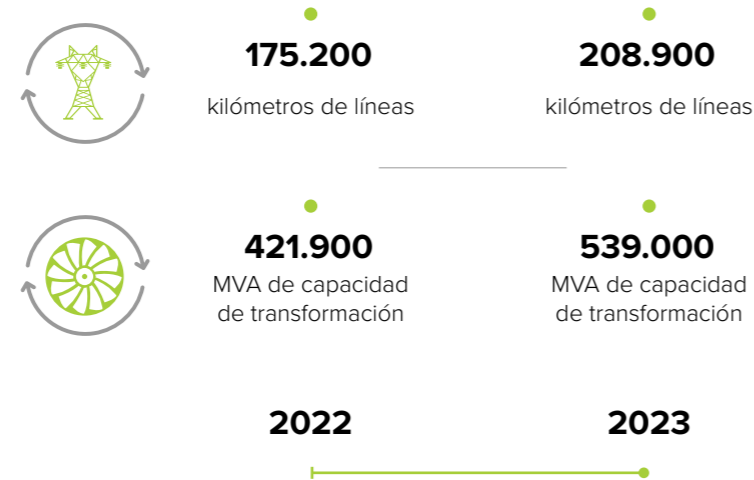 175.200
208.900
kilómetros de líneas
kilómetros de líneas
421.900
539.000
MVA de capacidad
de transformación
MVA de capacidad
de transformación
2022
2023